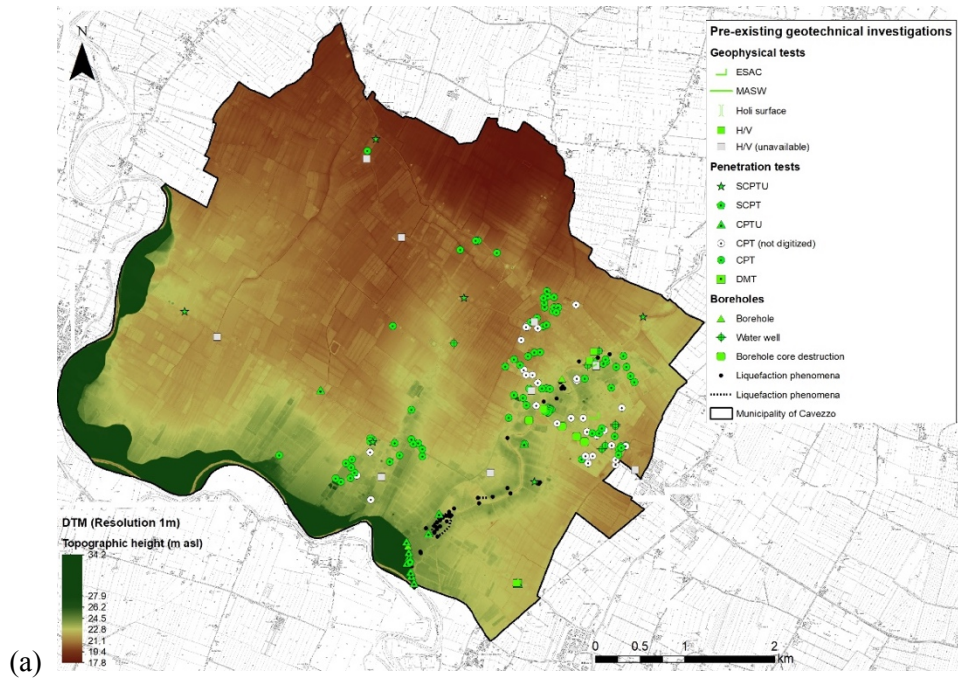 N
Pre-existing geotechnical investigations
Geophysical tests
ESAC
MASW
Holi surface
H/V
H/V (unavailable)
Penetration tests
SCPTU
SCPT
CPTU
CPT (not digitized)
CPT
DMT
Boreholes
Borehole
Water well
Borehole core destruction
Liquefaction phenomena
Liquefaction phenomena
Municipality of Cavezzo
DTM (Resolution 1m)
Topographic height (m asl)
34.2
27.9
26.2
24.5
22.8
21.1
19.4
17.8
0 0.5 1 2
km
(a)